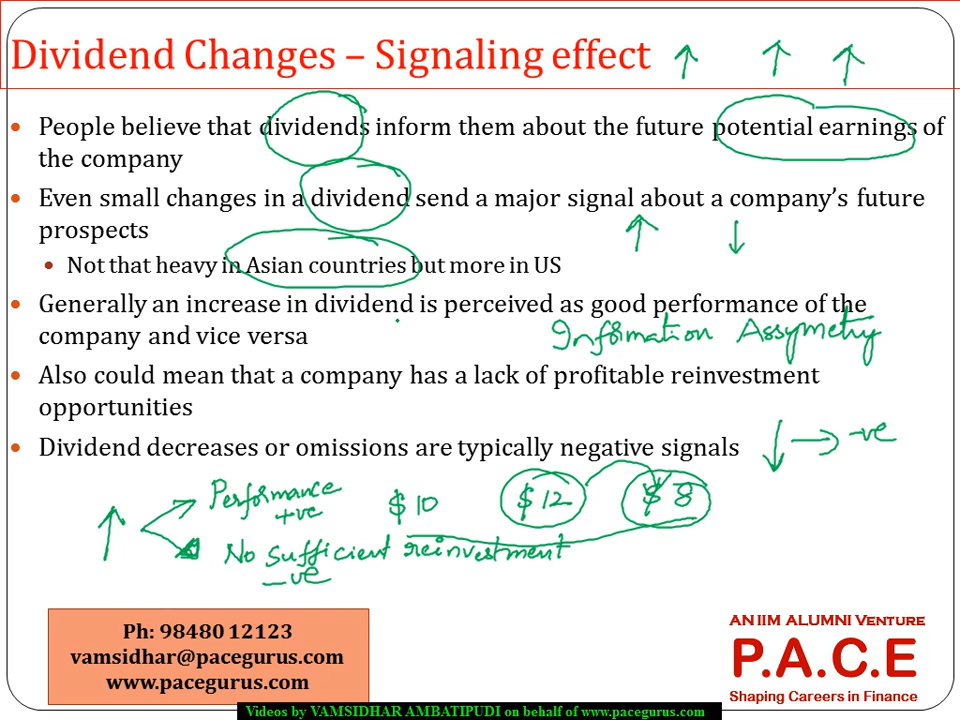 Dividend Changes – Signaling effect ↑ ↑ ↑
• People believe that dividends inform them about the future potential earnings of
the company
• Even small changes in a dividend send a major signal about a company's future
prospects ↑ ↓
• Not that heavy in Asian countries but more in US
• Generally an increase in dividend is perceived as good performance of the
company and vice versa
Information Assymetry
• Also could mean that a company has a lack of profitable reinvestment
opportunities
• Dividend decreases or omissions are typically negative signals
↓ → -ve
↑ Performance
+ve
$10 $12 $8
No sufficient reinvestment
-ve
Ph: 98480 12123
vamsidhar@pacegurus.com
www.pacegurus.com
AN IIM ALUMNI VENTURE
P.A.C.E
Shaping Careers in Finance
Videos by VAMSIDHAR AMBATIPUDI on behalf of www.pacegurus.com